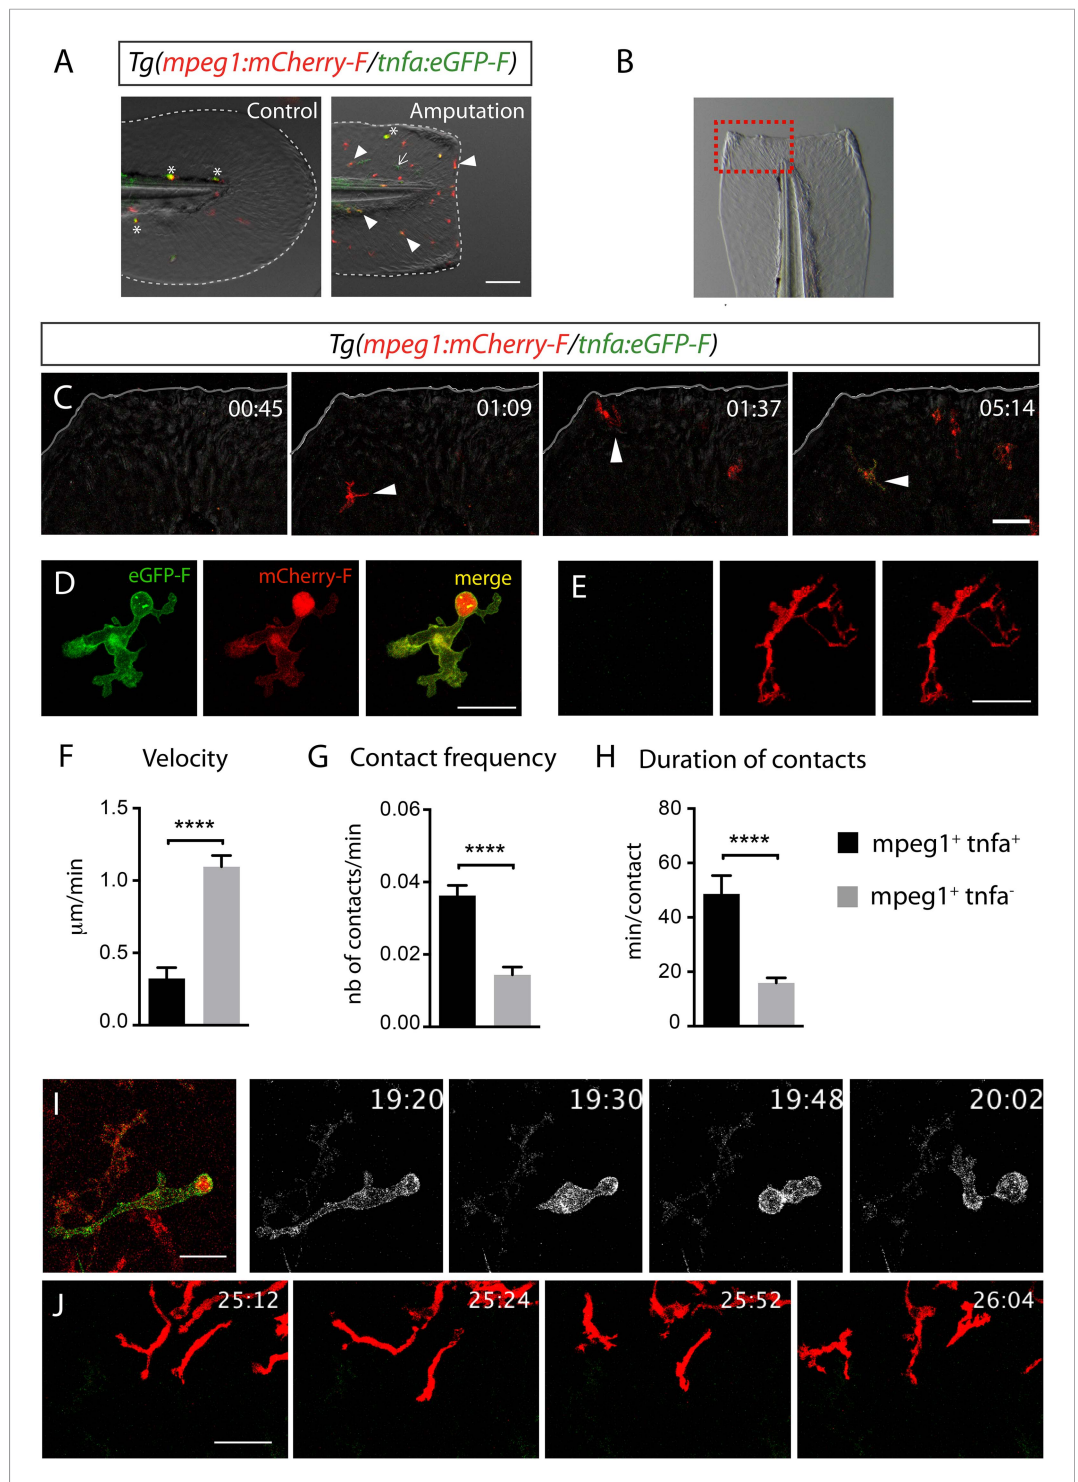 A
Tg(mpeg1:mCherry-F/tnfa:eGFP-F)
B
Control
Amputation
*
*
*
*
Tg(mpeg1:mCherry-F/tnfa:eGFP-F)
C
00:45
01:09
01:37
05:14
D
eGFP-F
mCherry-F
merge
E
F
Velocity
G
Contact frequency
H
Duration of contacts
1.5
1.0
0.5
0.0
μm/min
****
0.06
0.04
0.02
0.00
nb of contacts/min
****
80
60
40
20
0
min/contact
****
mpeg1⁺ tnfa⁺
mpeg1⁺ tnfa⁻
I
19:20
19:30
19:48
20:02
J
25:12
25:24
25:52
26:04